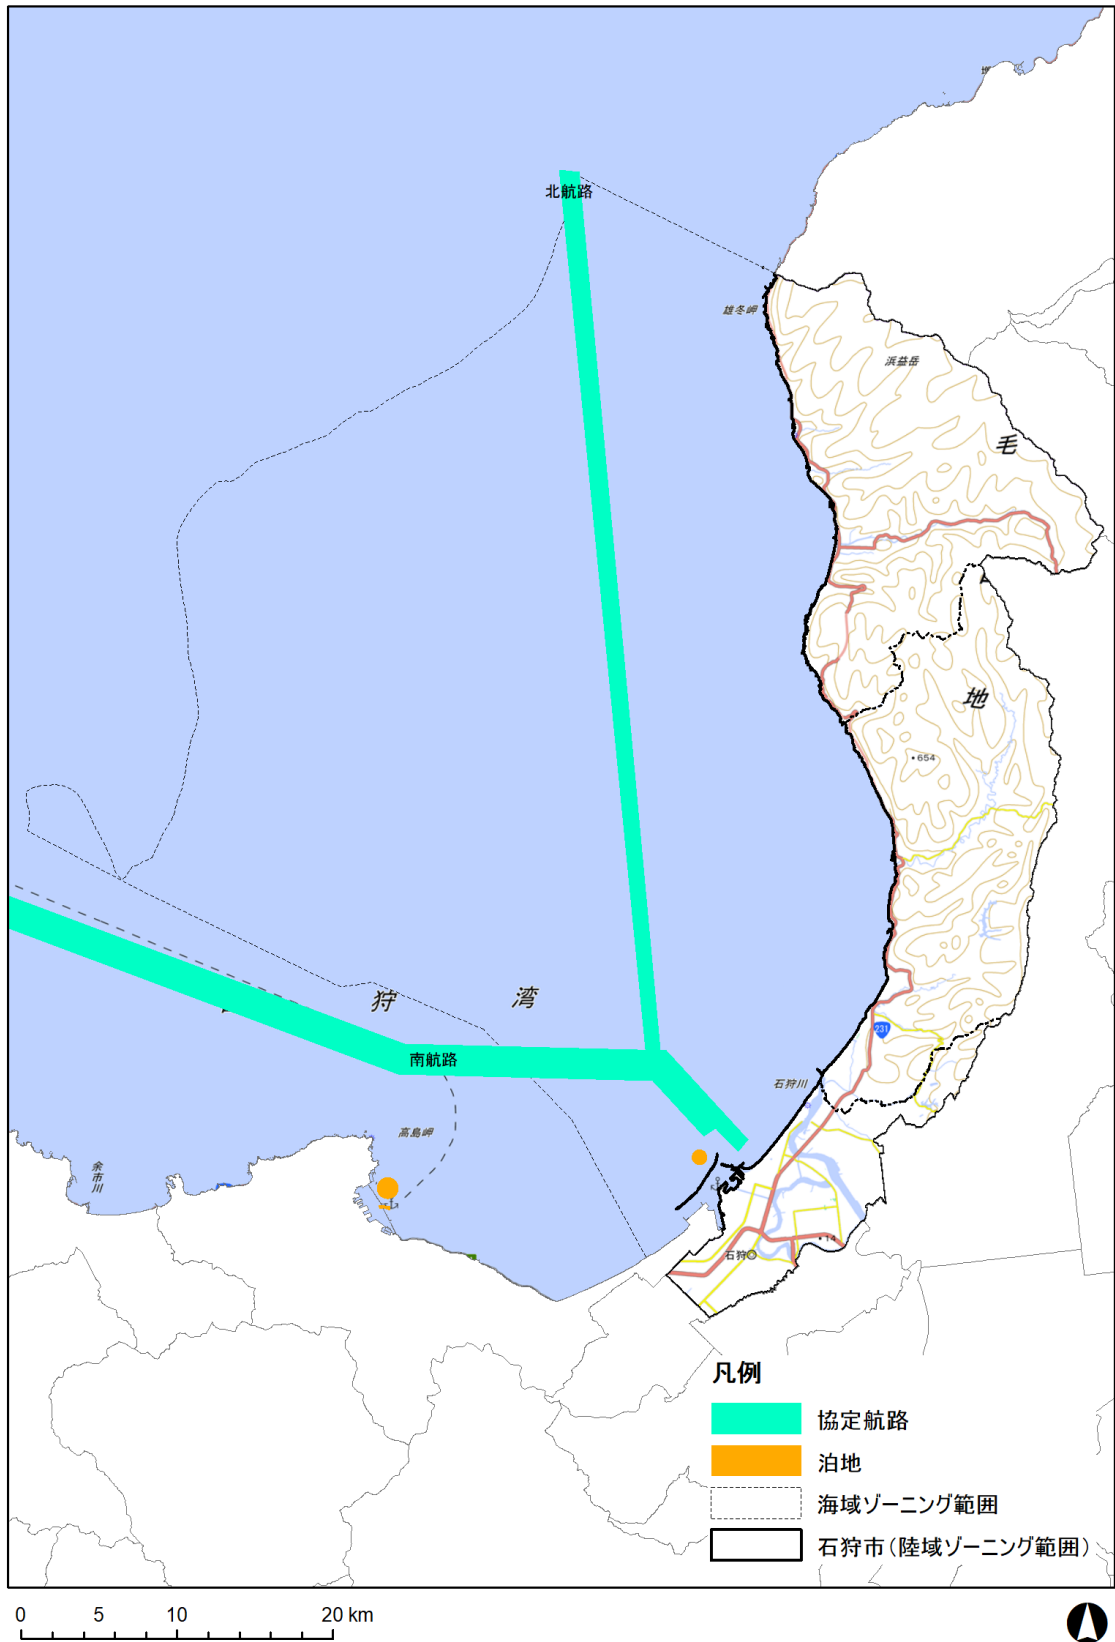 北航路
雄冬岬
浜益岳
毛
地
654
狩
湾
231
南航路
石狩川
高島岬
余市川
石狩
14
凡例
協定航路
泊地
海域ゾーニング範囲
石狩市(陸域ゾーニング範囲)
0 5 10 20 km